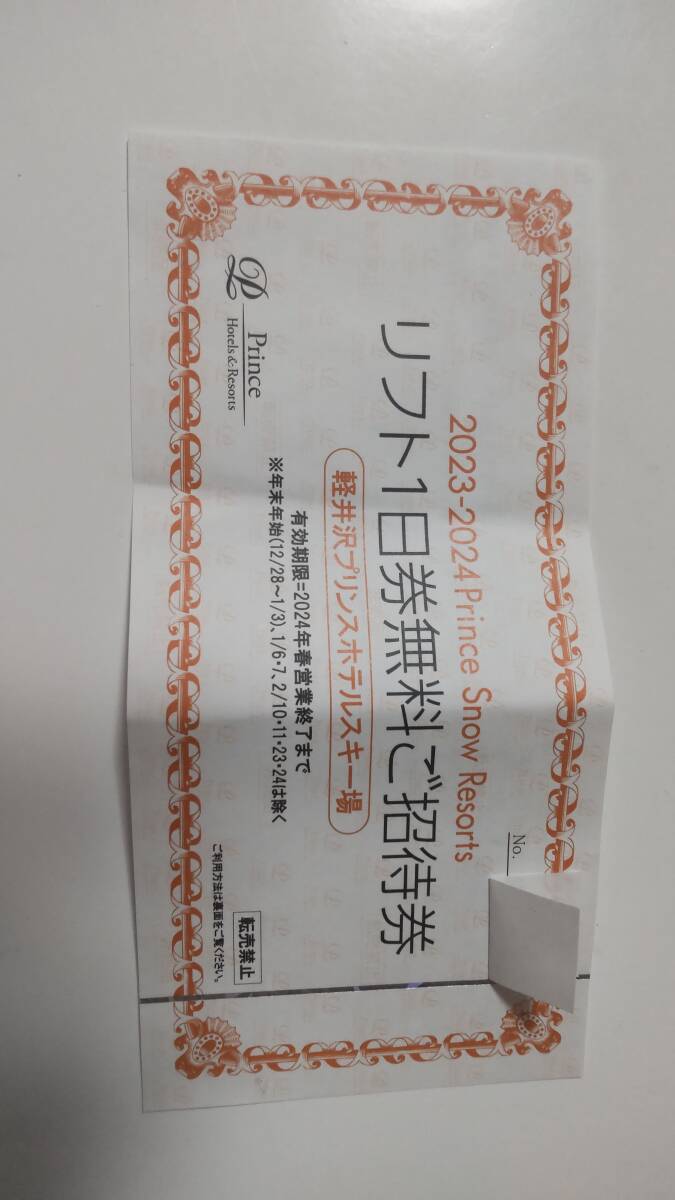 No.
2023-2024 Prince Snow Resorts
リフト1日券無料ご招待券
軽井沢プリンスホテルスキー場
有効期限=2024年春営業終了まで
※年末年始(12/28～1/3)、1/6・7、2/10・11・23・24は除く
Prince
Hotels & Resorts
転売禁止
ご利用方法は裏面をご覧ください。